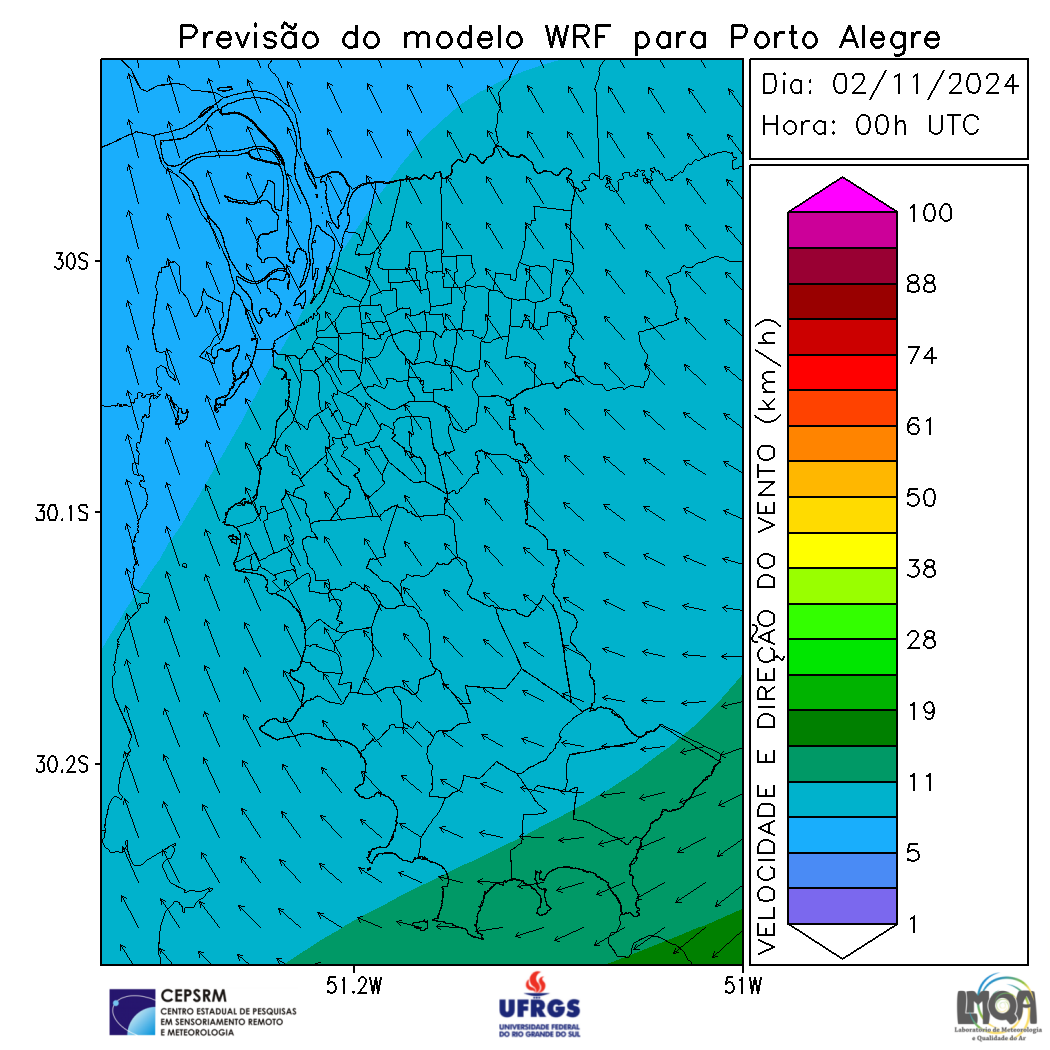 Previsão do modelo WRF para Porto Alegre
Dia: 02/11/2024
Hora: 00h UTC
30S
30.1S
30.2S
51.2W
51W
VELOCIDADE E DIREÇÃO DO VENTO (km/h)
100
88
74
61
50
38
28
19
11
5
1
CEPSRM
CENTRO ESTADUAL DE PESQUISAS
EM SENSORIAMENTO REMOTO
E METEOROLOGIA
UFRGS
UNIVERSIDADE FEDERAL
DO RIO GRANDE DO SUL
LMQA
Laboratório de Meteorologia
e Qualidade do Ar